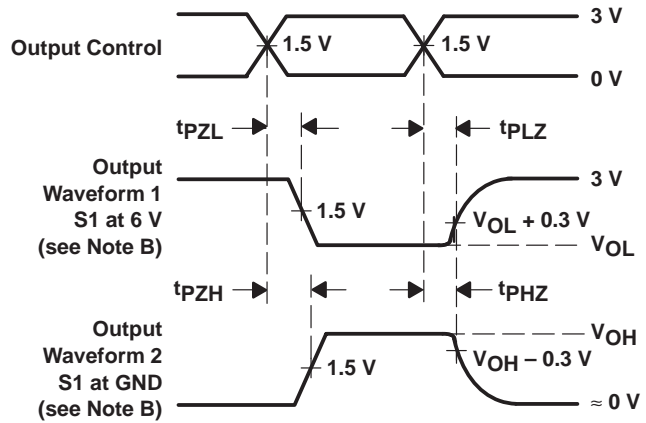 3 V
Output Control
1.5 V
1.5 V
0 V
tPZL
tPLZ
Output
Waveform 1
S1 at 6 V
(see Note B)
3 V
1.5 V
VOL + 0.3 V
VOL
tPZH
tPHZ
Output
Waveform 2
S1 at GND
(see Note B)
VOH
VOH – 0.3 V
1.5 V
≈ 0 V